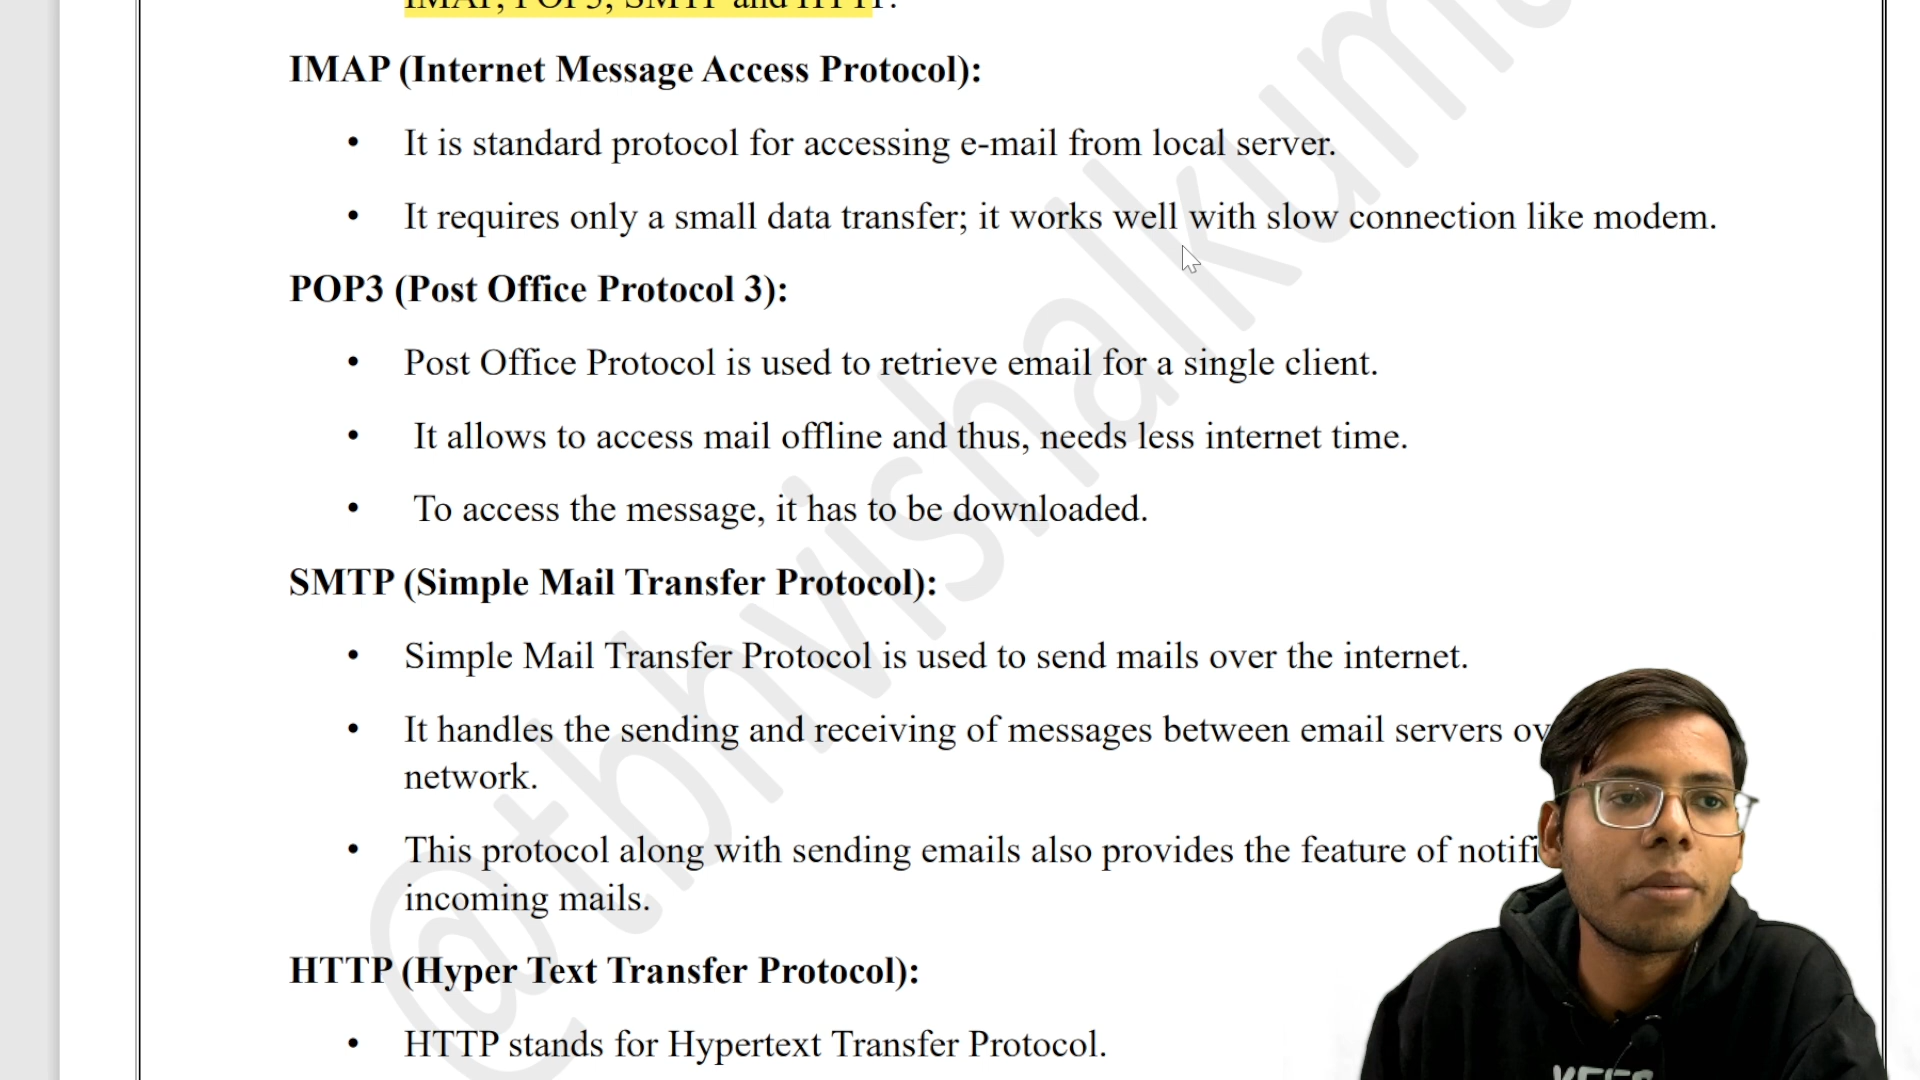 IMAP, POP3, SMTP and HTTP.
IMAP (Internet Message Access Protocol):
• It is standard protocol for accessing e-mail from local server.
• It requires only a small data transfer; it works well with slow connection like modem.
POP3 (Post Office Protocol 3):
• Post Office Protocol is used to retrieve email for a single client.
• It allows to access mail offline and thus, needs less internet time.
• To access the message, it has to be downloaded.
SMTP (Simple Mail Transfer Protocol):
• Simple Mail Transfer Protocol is used to send mails over the internet.
• It handles the sending and receiving of messages between email servers
network.
• This protocol along with sending emails also provides the feature of
incoming mails.
HTTP (Hyper Text Transfer Protocol):
• HTTP stands for Hypertext Transfer Protocol.
@tbhvishalkum